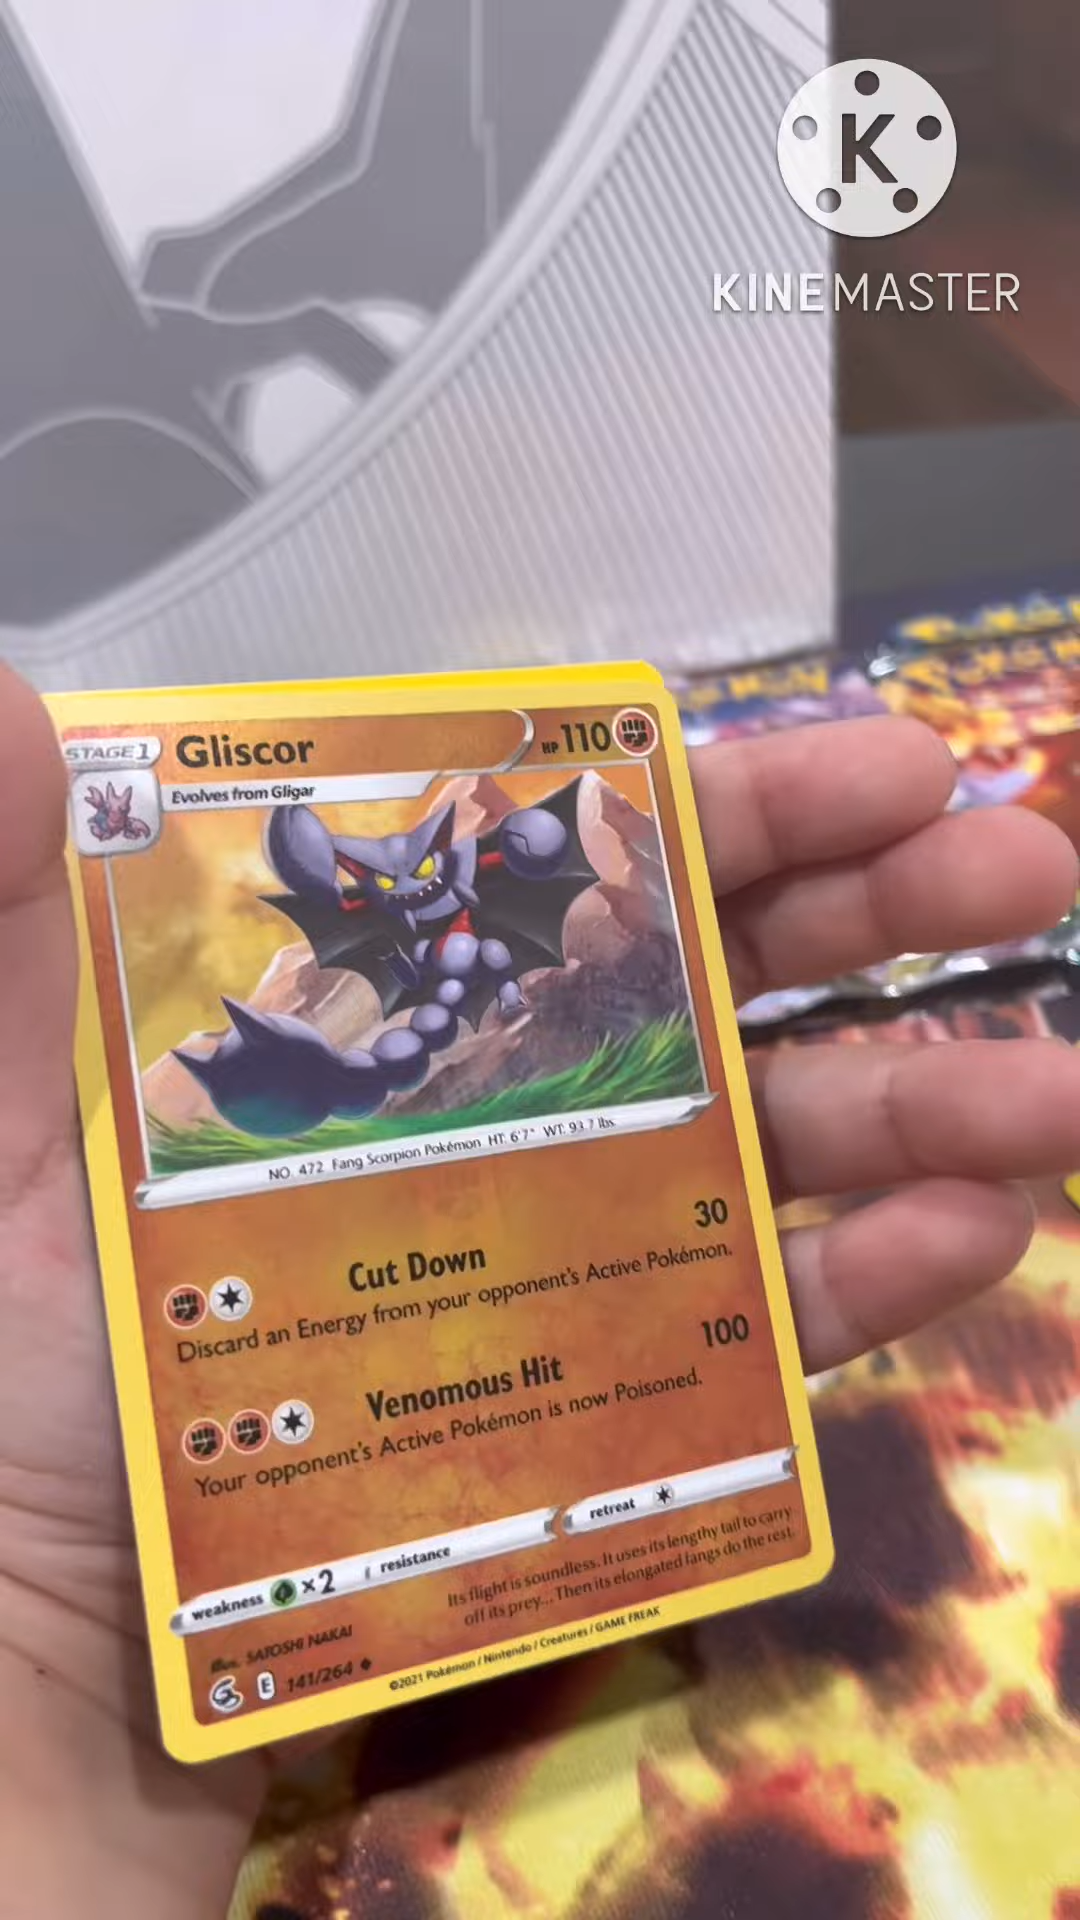 K
KINEMASTER
POKéMON
STAGE 1
Gliscor
HP 110
Evolves from Gligar
NO. 472 Fang Scorpion Pokémon HT: 6'7" WT: 93.7 lbs.
Cut Down 30
Discard an Energy from your opponent's Active Pokémon.
Venomous Hit 100
Your opponent's Active Pokémon is now Poisoned.
weakness ×2 resistance retreat
Its flight is soundless. It uses its lengthy tail to carry
off its prey... Then its elongated fangs do the rest.
Illus. SATOSHI NAKAI
E 141/264
©2021 Pokémon / Nintendo / Creatures / GAME FREAK